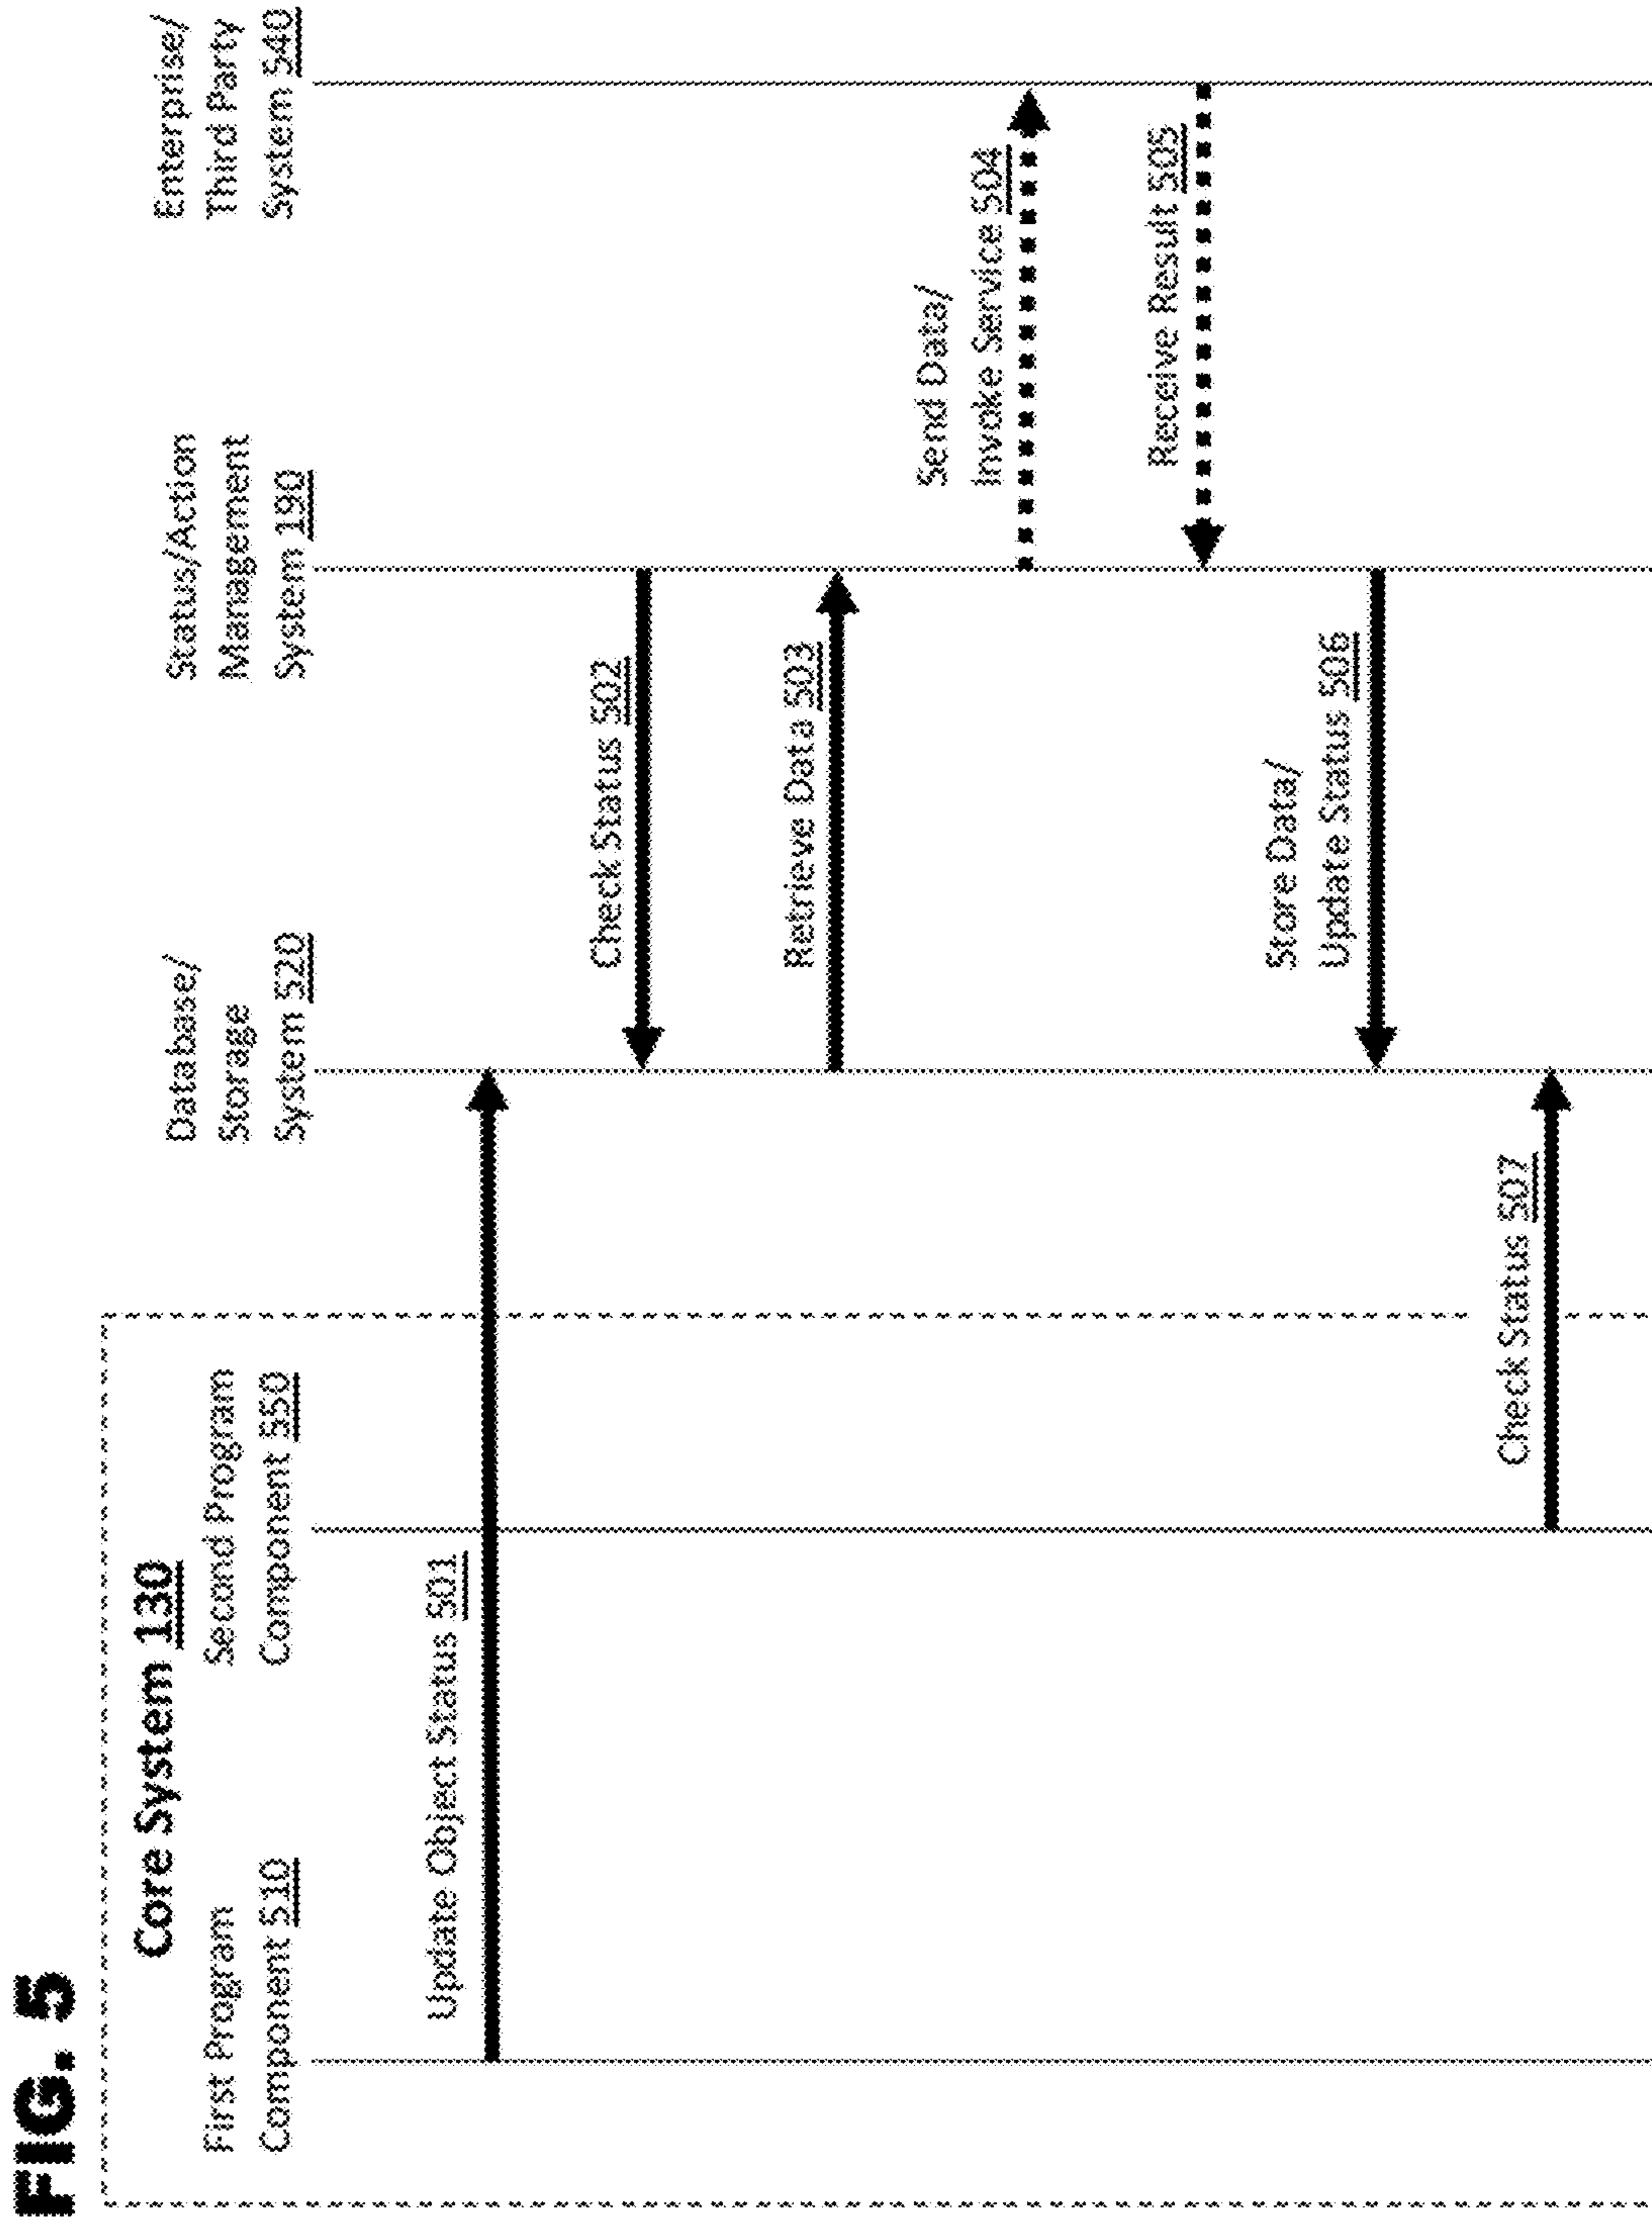 FIG. 5
Core System 130
First Program
Component 510
Second Program
Component 550
Database/
Storage
System 520
Status/Action
Management
System 190
Enterprise/
Third Party
System 540
Update Object Status 501
Check Status 502
Retrieve Data 503
Send Data/
Invoke Service 504
Receive Result 505
Store Data/
Update Status 506
Check Status 507